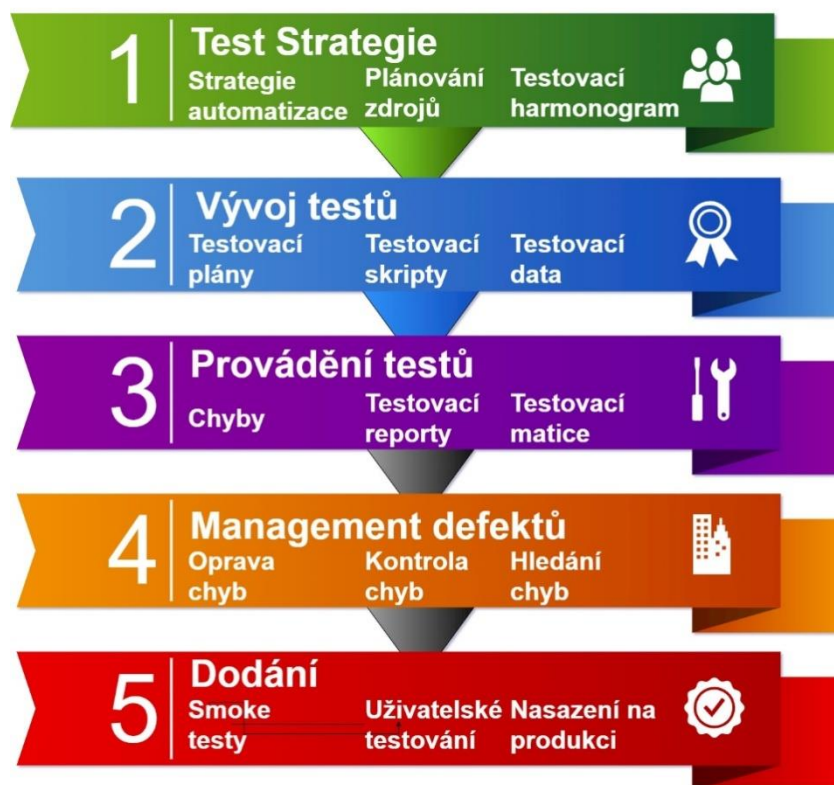 1
Test Strategie
Strategie automatizace
Plánování zdrojů
Testovací harmonogram
2
Vývoj testů
Testovací plány
Testovací skripty
Testovací data
3
Provádění testů
Chyby
Testovací reporty
Testovací matice
4
Management defektů
Oprava chyb
Kontrola chyb
Hledání chyb
5
Dodání
Smoke testy
Uživatelské testování
Nasazení na produkci